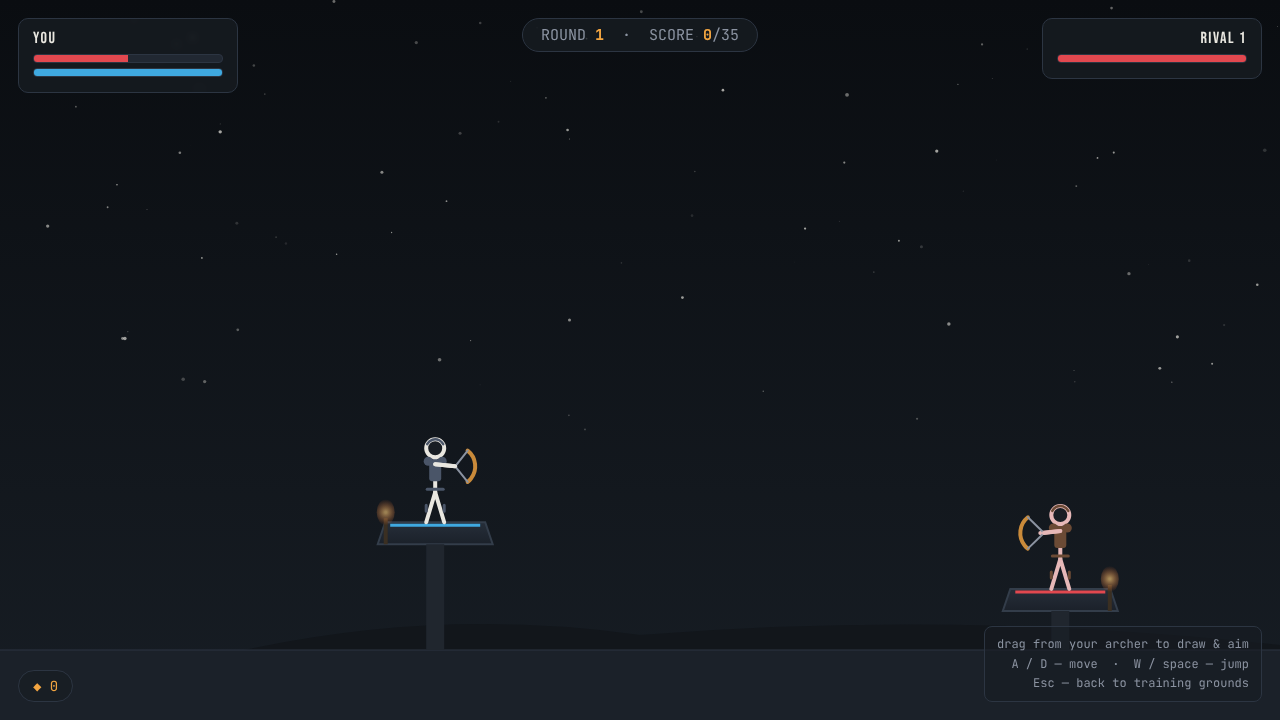 YOU
ROUND 1 · SCORE 0/35
RIVAL 1
drag from your archer to draw & aim
A / D — move · W / space — jump
Esc — back to training grounds
◆ 0